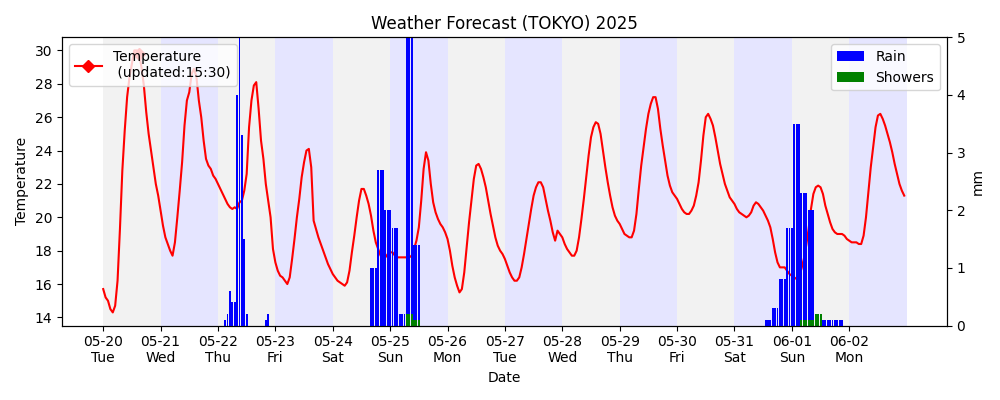 Weather Forecast (TOKYO) 2025
Temperature
(updated:15:30)
Rain
Showers
Temperature
30
28
26
24
22
20
18
16
14
5
4
3
2
1
0
mm
05-20 05-21 05-22 05-23 05-24 05-25 05-26 05-27 05-28 05-29 05-30 05-31 06-01 06-02
Tue Wed Thu Fri Sat Sun Mon Tue Wed Thu Fri Sat Sun Mon
Date